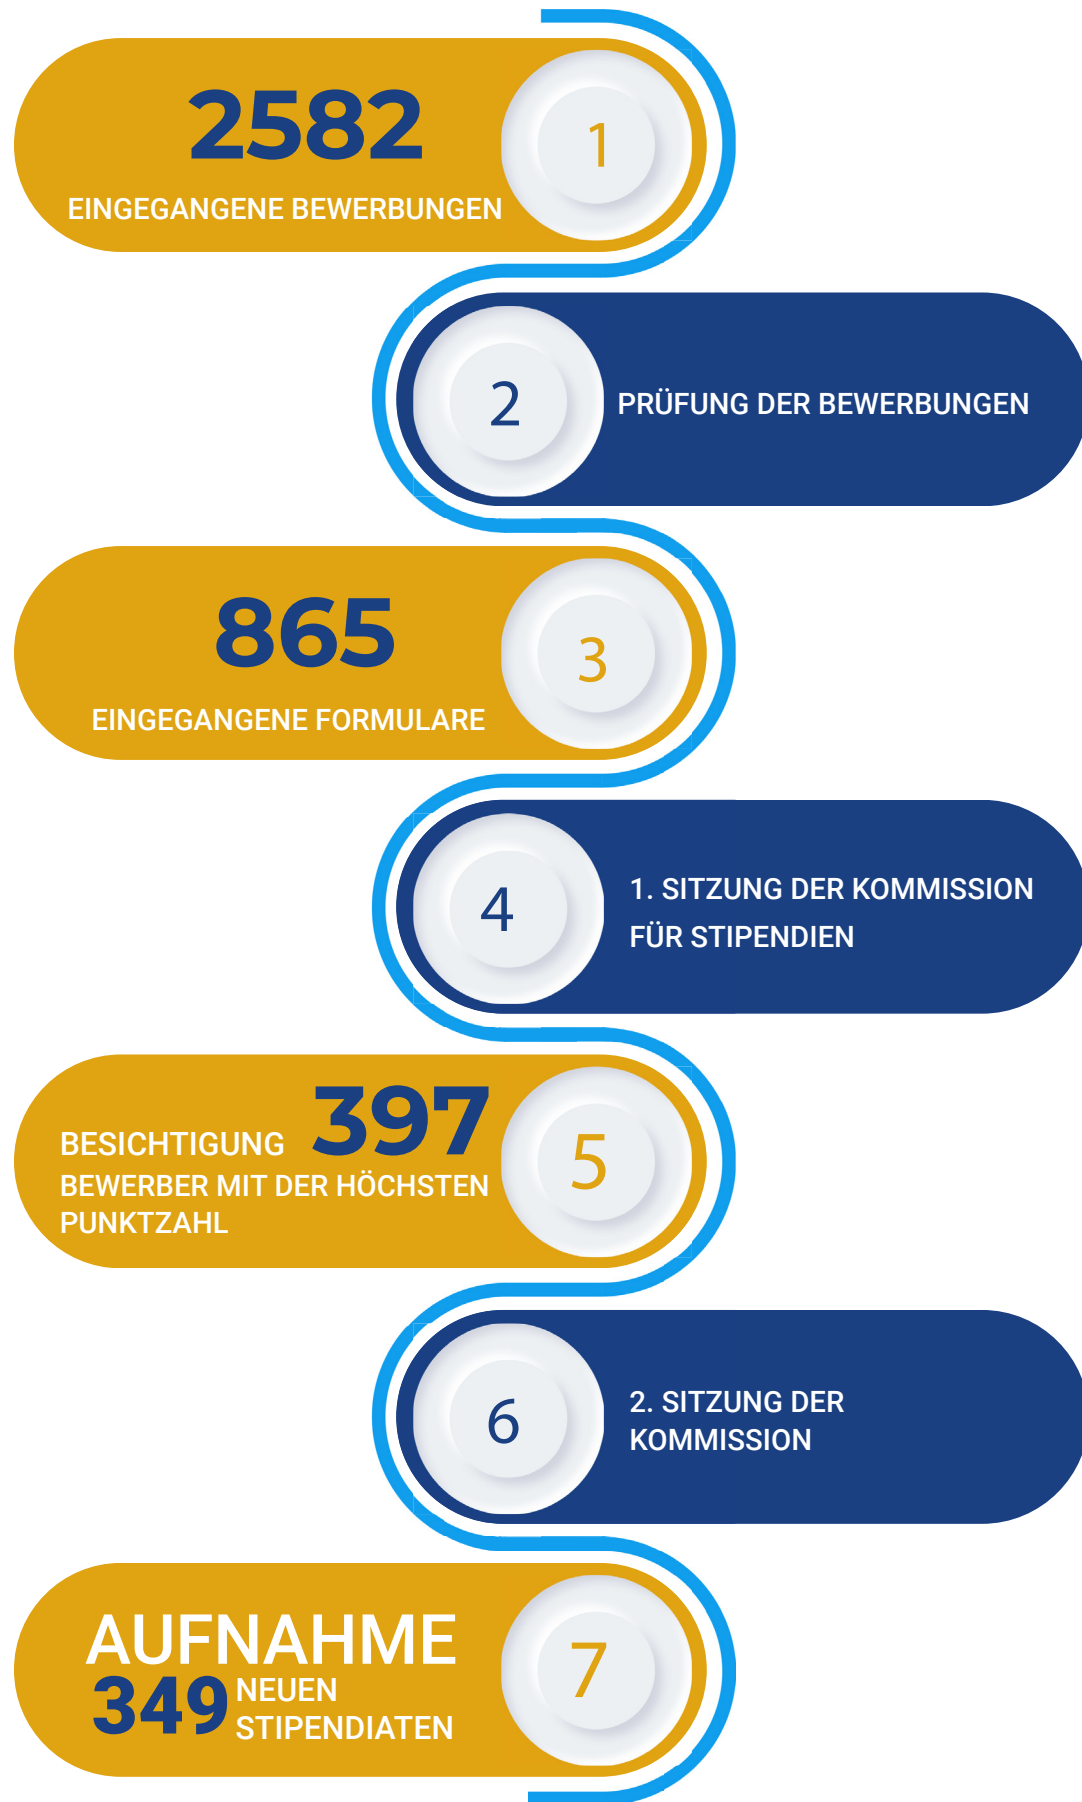 2582
EINGEGANGENE BEWERBUNGEN
1
2
PRÜFUNG DER BEWERBUNGEN
865
EINGEGANGENE FORMULARE
3
4
1. SITZUNG DER KOMMISSION
FÜR STIPENDIEN
BESICHTIGUNG 397
BEWERBER MIT DER HÖCHSTEN
PUNKTZAHL
5
6
2. SITZUNG DER
KOMMISSION
AUFNAHME
349 NEUEN
STIPENDIATEN
7